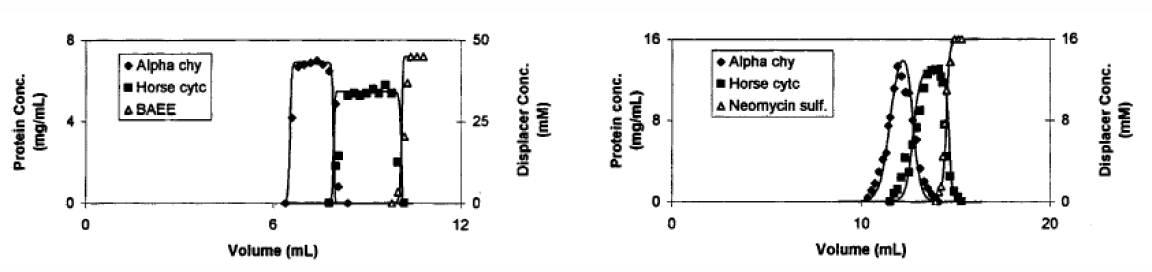 8
4
0
Protein Conc.
(mg/mL)
Alpha chy
Horse cytc
BAEE
50
25
0
Displacer Conc.
(mM)
0
6
12
Volume (mL)
16
8
0
Protein conc.
(mg/mL)
Alpha chy
Horse cytc
Neomycin sulf.
16
8
0
Displacer Conc.
(mM)
0
10
20
Volume (mL)